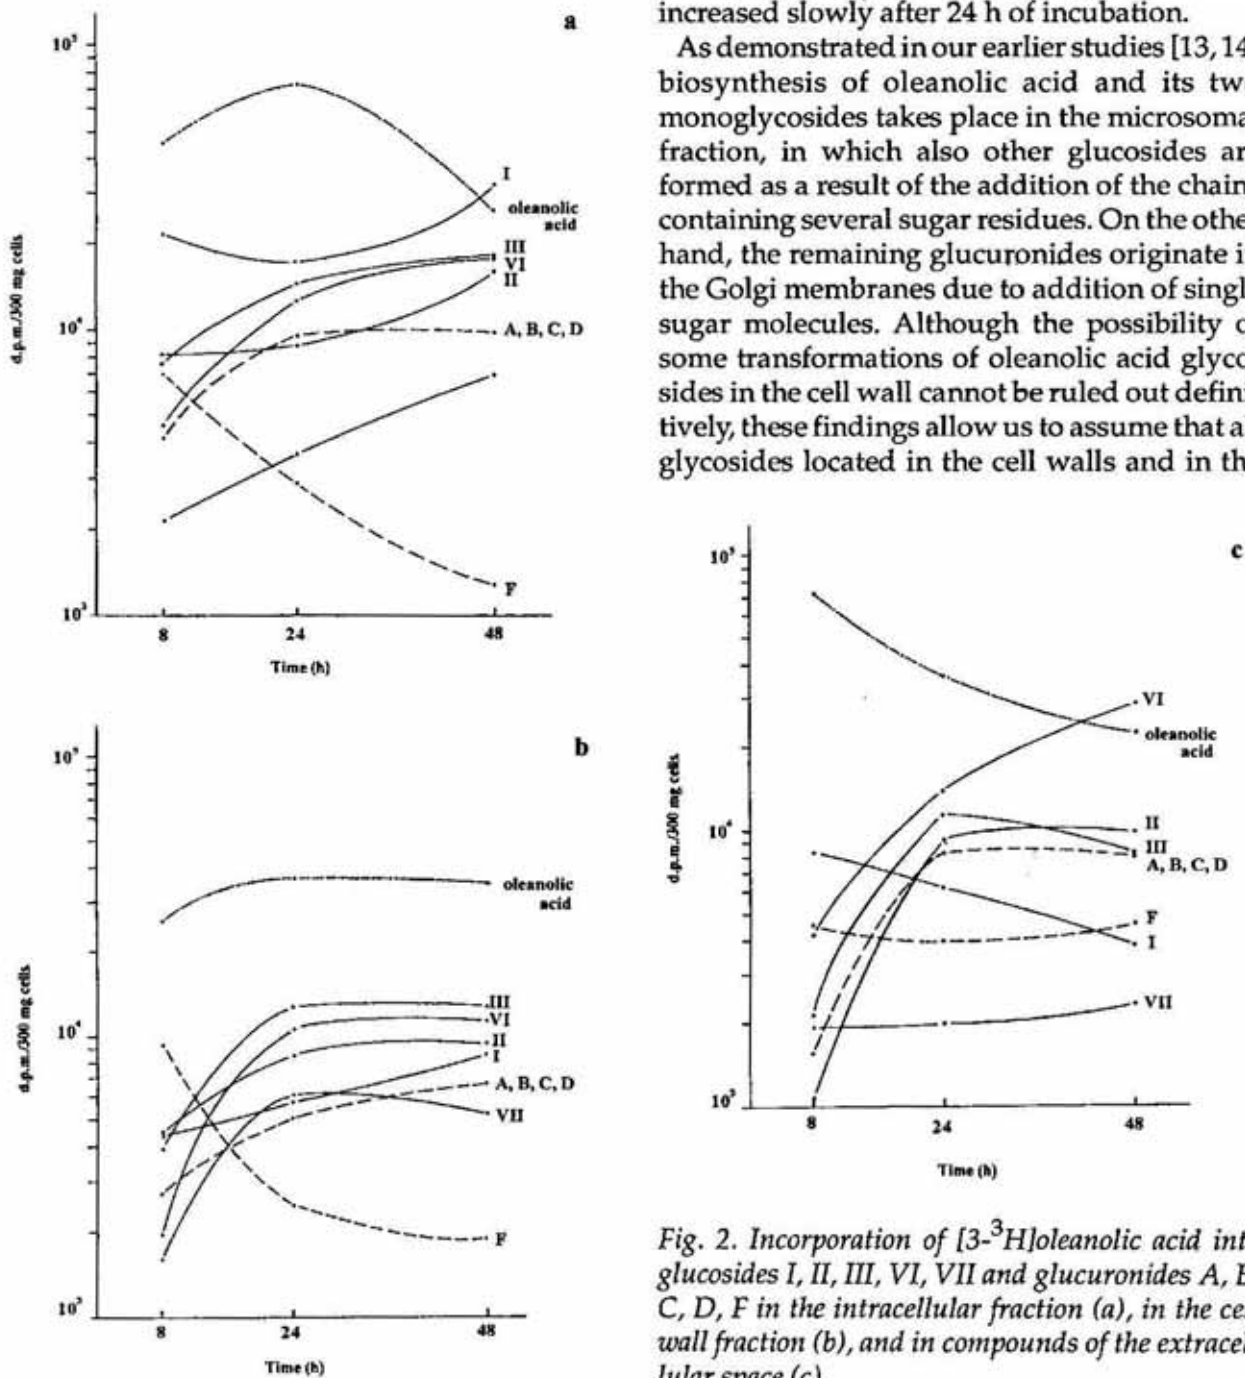 a
10⁵
10⁴
10³
d.p.m./300 mg cells
I
oleanolic
acid
III
VI
II
A, B, C, D
F
8 24 48
Time (h)
b
10⁴
d.p.m./300 mg cells
oleanolic
acid
III
VI
II
I
A, B, C, D
VII
F
8 24 48
Time (h)
increased slowly after 24 h of incubation.
As demonstrated in our earlier studies [13, 14
biosynthesis of oleanolic acid and its tw
monoglycosides takes place in the microsoma
fraction, in which also other glucosides ar
formed as a result of the addition of the chain
containing several sugar residues. On the othe
hand, the remaining glucuronides originate i
the Golgi membranes due to addition of singl
sugar molecules. Although the possibility o
some transformations of oleanolic acid glyco
sides in the cell wall cannot be ruled out defini
tively, these findings allow us to assume that a
glycosides located in the cell walls and in th
c
10⁴
d.p.m./300 mg cells
VI
oleanolic
acid
II
III
A, B, C, D
F
I
VII
8 24 48
Time (h)
Fig. 2. Incorporation of [3-³H]oleanolic acid int
glucosides I, II, III, VI, VII and glucuronides A, B
C, D, F in the intracellular fraction (a), in the ce
wall fraction (b), and in compounds of the extracel
lular space (c)